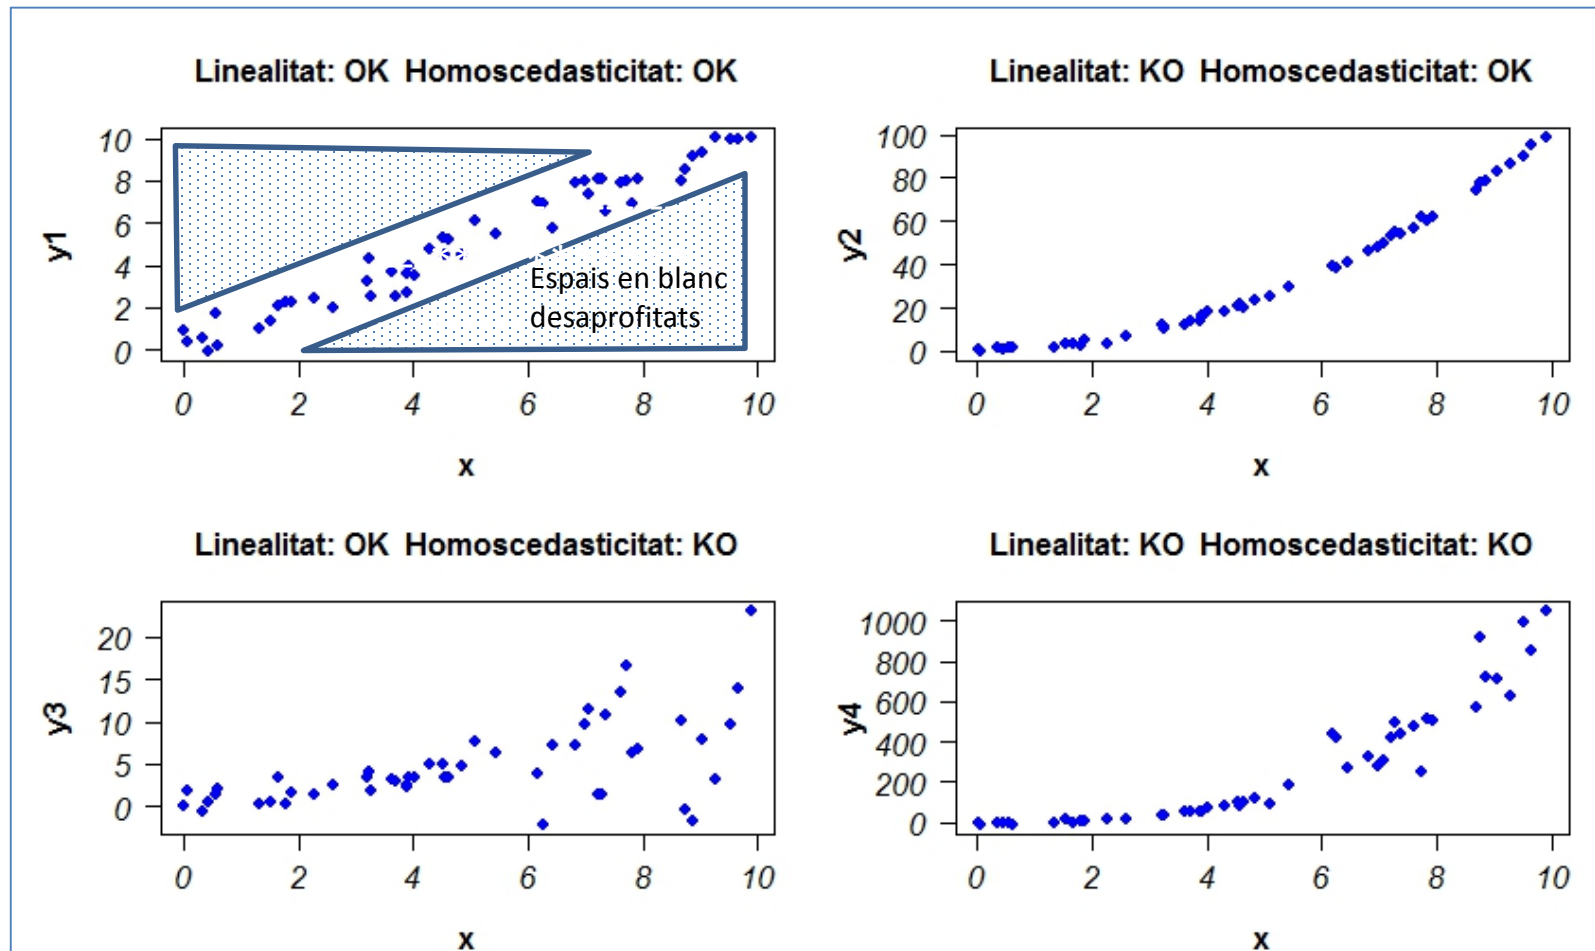 Linealitat: OK Homoscedasticitat: OK
10
8
6
4
2
0
y1
Espais en blanc
desaprofitats
0 2 4 6 8 10
x
Linealitat: KO Homoscedasticitat: OK
100
80
60
40
20
0
y2
0 2 4 6 8 10
x
Linealitat: OK Homoscedasticitat: KO
20
15
10
5
0
y3
0 2 4 6 8 10
x
Linealitat: KO Homoscedasticitat: KO
1000
800
600
400
200
0
y4
0 2 4 6 8 10
x